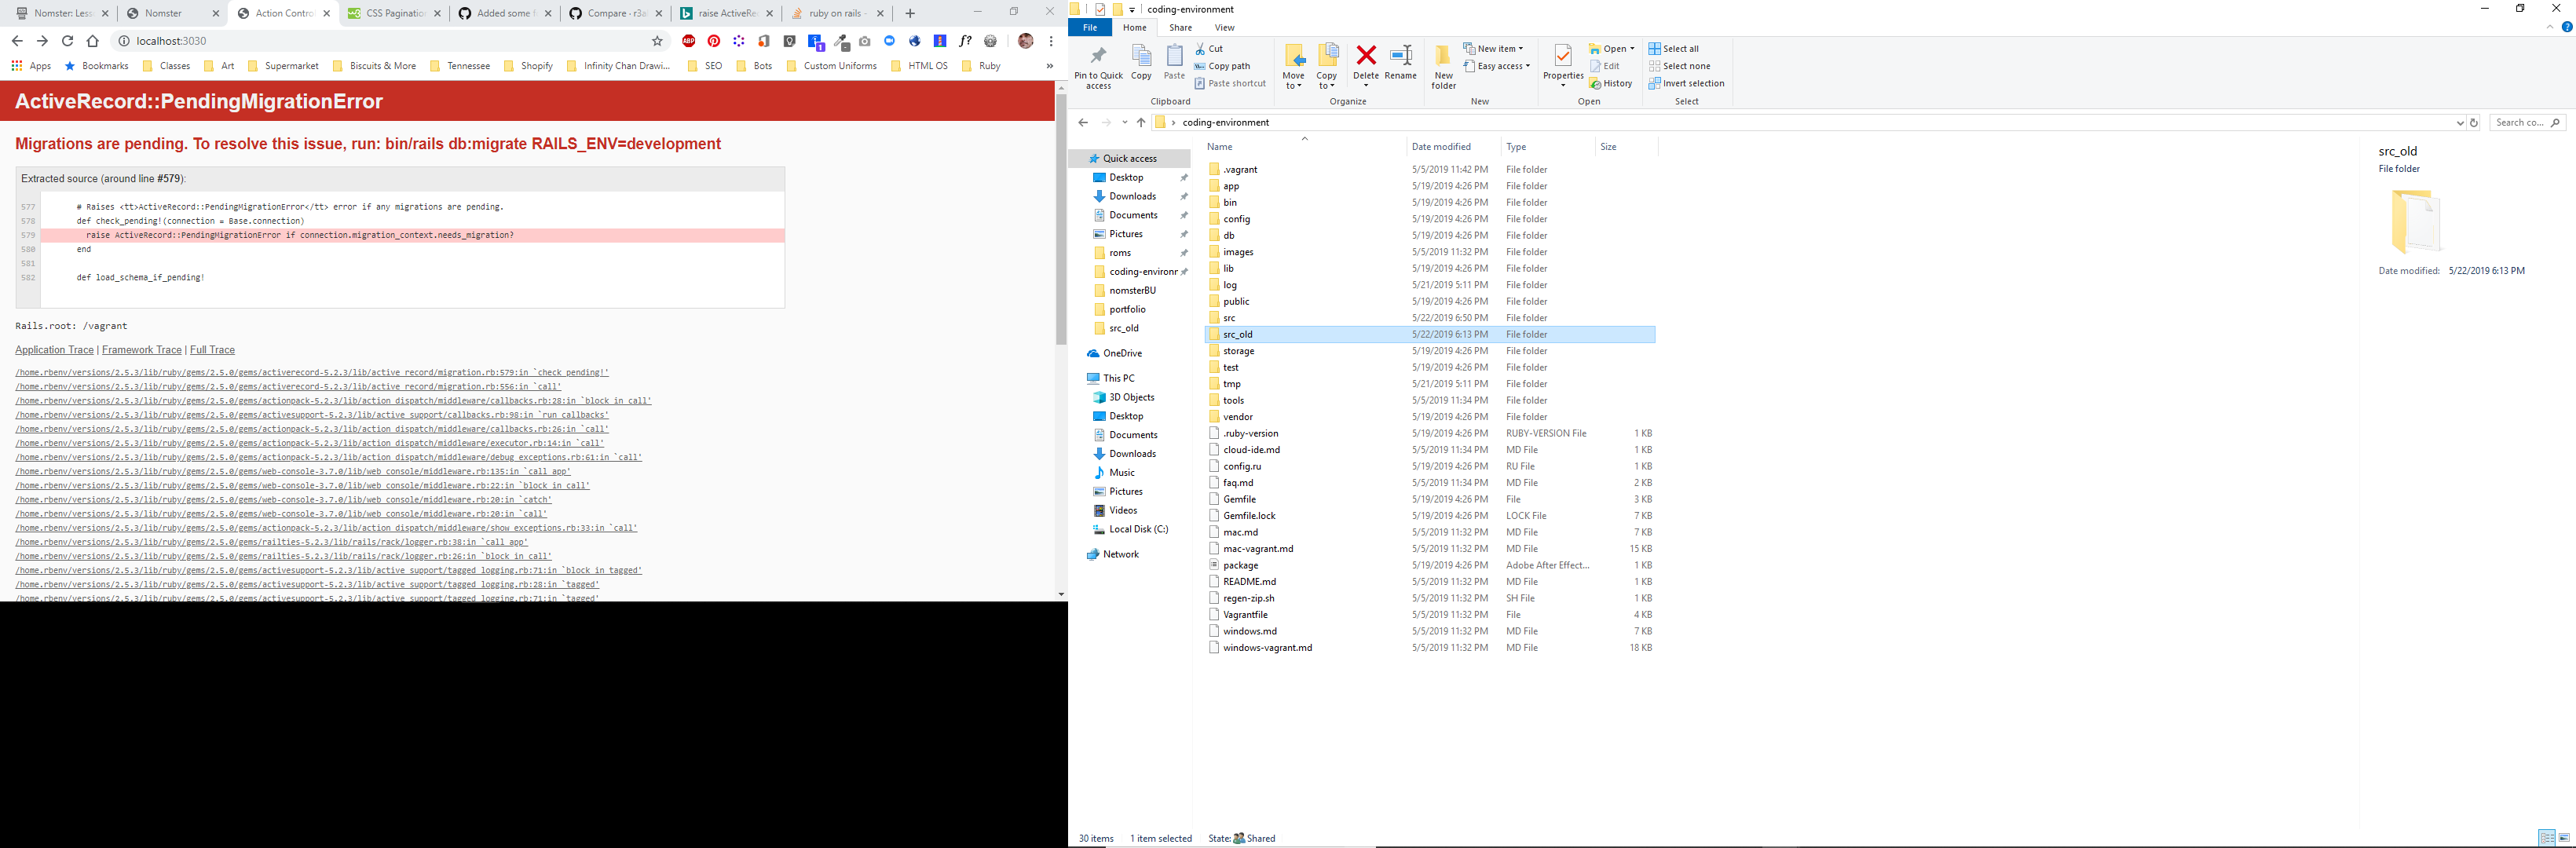 Nomster: Less
Nomster
Action Control
CSS Pagination
Added some f
Compare · r3a
raise ActiveRec
ruby on rails -
localhost:3030
ABP
f?
Apps
Bookmarks
Classes
Art
Supermarket
Biscuits & More
Tennessee
Shopify
Infinity Chan Drawi...
SEO
Bots
Custom Uniforms
HTML OS
Ruby
»
ActiveRecord::PendingMigrationError
Migrations are pending. To resolve this issue, run: bin/rails db:migrate RAILS_ENV=development
Extracted source (around line #579):
577 # Raises <tt>ActiveRecord::PendingMigrationError</tt> error if any migrations are pending.
578 def check_pending!(connection = Base.connection)
579 raise ActiveRecord::PendingMigrationError if connection.migration_context.needs_migration?
580 end
581
582 def load_schema_if_pending!
Rails.root: /vagrant
Application Trace | Framework Trace | Full Trace
/home.rbenv/versions/2.5.3/lib/ruby/gems/2.5.0/gems/activerecord-5.2.3/lib/active_record/migration.rb:579:in `check_pending!'
/home.rbenv/versions/2.5.3/lib/ruby/gems/2.5.0/gems/activerecord-5.2.3/lib/active_record/migration.rb:556:in `call'
/home.rbenv/versions/2.5.3/lib/ruby/gems/2.5.0/gems/actionpack-5.2.3/lib/action_dispatch/middleware/callbacks.rb:28:in `block in call'
/home.rbenv/versions/2.5.3/lib/ruby/gems/2.5.0/gems/activesupport-5.2.3/lib/active_support/callbacks.rb:98:in `run_callbacks'
/home.rbenv/versions/2.5.3/lib/ruby/gems/2.5.0/gems/actionpack-5.2.3/lib/action_dispatch/middleware/callbacks.rb:26:in `call'
/home.rbenv/versions/2.5.3/lib/ruby/gems/2.5.0/gems/actionpack-5.2.3/lib/action_dispatch/middleware/executor.rb:14:in `call'
/home.rbenv/versions/2.5.3/lib/ruby/gems/2.5.0/gems/actionpack-5.2.3/lib/action_dispatch/middleware/debug_exceptions.rb:61:in `call'
/home.rbenv/versions/2.5.3/lib/ruby/gems/2.5.0/gems/web-console-3.7.0/lib/web_console/middleware.rb:135:in `call_app'
/home.rbenv/versions/2.5.3/lib/ruby/gems/2.5.0/gems/web-console-3.7.0/lib/web_console/middleware.rb:22:in `block in call'
/home.rbenv/versions/2.5.3/lib/ruby/gems/2.5.0/gems/web-console-3.7.0/lib/web_console/middleware.rb:20:in `catch'
/home.rbenv/versions/2.5.3/lib/ruby/gems/2.5.0/gems/web-console-3.7.0/lib/web_console/middleware.rb:20:in `call'
/home.rbenv/versions/2.5.3/lib/ruby/gems/2.5.0/gems/actionpack-5.2.3/lib/action_dispatch/middleware/show_exceptions.rb:33:in `call'
/home.rbenv/versions/2.5.3/lib/ruby/gems/2.5.0/gems/railties-5.2.3/lib/rails/rack/logger.rb:38:in `call_app'
/home.rbenv/versions/2.5.3/lib/ruby/gems/2.5.0/gems/railties-5.2.3/lib/rails/rack/logger.rb:26:in `block in call'
/home.rbenv/versions/2.5.3/lib/ruby/gems/2.5.0/gems/activesupport-5.2.3/lib/active_support/tagged_logging.rb:71:in `block in tagged'
/home.rbenv/versions/2.5.3/lib/ruby/gems/2.5.0/gems/activesupport-5.2.3/lib/active_support/tagged_logging.rb:28:in `tagged'
/home.rbenv/versions/2.5.3/lib/ruby/gems/2.5.0/gems/activesupport-5.2.3/lib/active_support/tagged_logging.rb:71:in `tagged'
coding-environment
File
Home
Share
View
Pin to Quick access
Copy
Paste
Cut
Copy path
Paste shortcut
Clipboard
Move to
Copy to
Delete
Rename
Organize
New folder
New item
Easy access
New
Properties
Open
Edit
History
Open
Select all
Select none
Invert selection
Select
coding-environment
Search co...
Quick access
Desktop
Downloads
Documents
Pictures
roms
coding-environr
nomsterBU
portfolio
src_old
OneDrive
This PC
3D Objects
Desktop
Documents
Downloads
Music
Pictures
Videos
Local Disk (C:)
Network
Name Date modified Type Size
.vagrant 5/5/2019 11:42 PM File folder
app 5/19/2019 4:26 PM File folder
bin 5/19/2019 4:26 PM File folder
config 5/19/2019 4:26 PM File folder
db 5/19/2019 4:26 PM File folder
images 5/5/2019 11:32 PM File folder
lib 5/19/2019 4:26 PM File folder
log 5/21/2019 5:11 PM File folder
public 5/19/2019 4:26 PM File folder
src 5/22/2019 6:50 PM File folder
src_old 5/22/2019 6:13 PM File folder
storage 5/19/2019 4:26 PM File folder
test 5/19/2019 4:26 PM File folder
tmp 5/21/2019 5:11 PM File folder
tools 5/5/2019 11:34 PM File folder
vendor 5/19/2019 4:26 PM File folder
.ruby-version 5/19/2019 4:26 PM RUBY-VERSION File 1 KB
cloud-ide.md 5/5/2019 11:34 PM MD File 1 KB
config.ru 5/19/2019 4:26 PM RU File 1 KB
faq.md 5/5/2019 11:34 PM MD File 2 KB
Gemfile 5/19/2019 4:26 PM File 3 KB
Gemfile.lock 5/19/2019 4:26 PM LOCK File 7 KB
mac.md 5/5/2019 11:32 PM MD File 7 KB
mac-vagrant.md 5/5/2019 11:32 PM MD File 15 KB
package 5/19/2019 4:26 PM Adobe After Effect... 1 KB
README.md 5/5/2019 11:32 PM MD File 1 KB
regen-zip.sh 5/5/2019 11:32 PM SH File 1 KB
Vagrantfile 5/5/2019 11:32 PM File 4 KB
windows.md 5/5/2019 11:32 PM MD File 7 KB
windows-vagrant.md 5/5/2019 11:32 PM MD File 18 KB
src_old
File folder
Date modified: 5/22/2019 6:13 PM
30 items
1 item selected
State: Shared